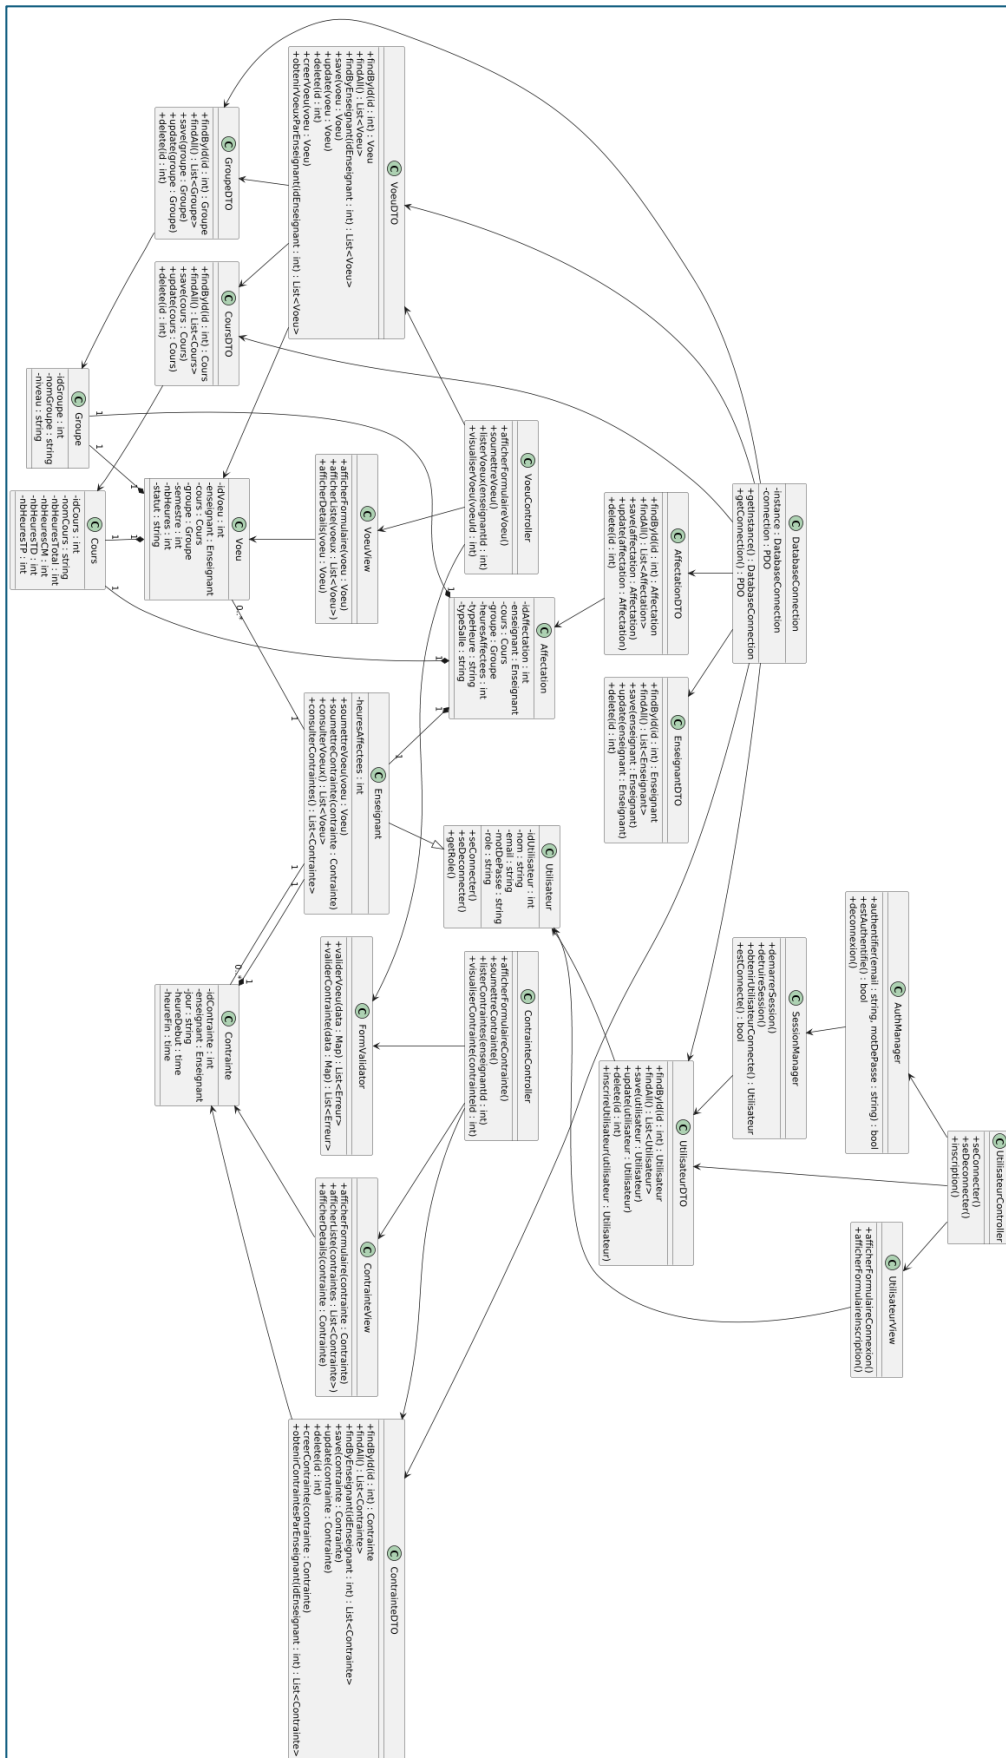 C UtilisateurController
+seConnecter()
+seDeconnecter()
+inscription()
C AuthManager
+authentifier(email : string, motDePasse : string) : bool
+estAuthentifie() : bool
+deconnexion()
C UtilisateurView
+afficherFormulaireConnexion()
+afficherFormulaireInscription()
C DatabaseConnection
-instance : DatabaseConnection
-connection : PDO
+getInstance() : DatabaseConnection
+getConnection() : PDO
C SessionManager
+demarrerSession()
+detruireSession()
+obtenirUtilisateurConnecte() : Utilisateur
+estConnecte() : bool
C AffectationDTO
+findById(id : int) : Affectation
+findAll() : List<Affectation>
+save(affectation : Affectation)
+update(affectation : Affectation)
+delete(id : int)
C EnseignantDTO
+findById(id : int) : Enseignant
+findAll() : List<Enseignant>
+save(enseignant : Enseignant)
+update(enseignant : Enseignant)
+delete(id : int)
C UtilisateurDTO
+findById(id : int) : Utilisateur
+findAll() : List<Utilisateur>
+save(utilisateur : Utilisateur)
+update(utilisateur : Utilisateur)
+delete(id : int)
+inscrireUtilisateur(utilisateur : Utilisateur)
C VoeuController
+afficherFormulaireVoeu()
+soumettreVoeu()
+listerVoeux(enseignantId : int)
+visualiserVoeu(voeuId : int)
C Affectation
-idAffectation : int
-enseignant : Enseignant
-cours : Cours
-groupe : Groupe
-heuresAffectees : int
-typeHeure : string
-typeSalle : string
C Utilisateur
-idUtilisateur : int
-nom : string
-email : string
-motDePasse : string
-role : string
+seConnecter()
+seDeconnecter()
+getRole()
C ContrainteController
+afficherFormulaireContrainte()
+soumettreContrainte()
+listerContraintes(enseignantId : int)
+visualiserContrainte(contrainteId : int)
1
1
1
C VoeuDTO
+findById(id : int) : Voeu
+findAll() : List<Voeu>
+findByEnseignant(idEnseignant : int) : List<Voeu>
+save(voeu : Voeu)
+update(voeu : Voeu)
+delete(id : int)
+creerVoeu(voeu : Voeu)
+obtenirVoeuxParEnseignant(idEnseignant : int) : List<Voeu>
C VoeuView
+afficherFormulaire(voeu : Voeu)
+afficherListe(voeux : List<Voeu>)
+afficherDetails(voeu : Voeu)
1
C Enseignant
-heuresAffectees : int
+soumettreVoeu(voeu : Voeu)
+soumettreContrainte(contrainte : Contrainte)
+consulterVoeux() : List<Voeu>
+consulterContraintes() : List<Contrainte>
C FormValidator
+validerVoeu(data : Map) : List<Erreur>
+validerContrainte(data : Map) : List<Erreur>
C ContrainteView
+afficherFormulaire(contrainte : Contrainte)
+afficherListe(contraintes : List<Contrainte>)
+afficherDetails(contrainte : Contrainte)
C ContrainteDTO
+findById(id : int) : Contrainte
+findAll() : List<Contrainte>
+findByEnseignant(idEnseignant : int) : List<Contrainte>
+save(contrainte : Contrainte)
+update(contrainte : Contrainte)
+delete(id : int)
+creerContrainte(contrainte : Contrainte)
+obtenirContraintesParEnseignant(idEnseignant : int) : List<Contrainte>
1
1
1
0..*
0..*
1
C GroupeDTO
+findById(id : int) : Groupe
+findAll() : List<Groupe>
+save(groupe : Groupe)
+update(groupe : Groupe)
+delete(id : int)
C CoursDTO
+findById(id : int) : Cours
+findAll() : List<Cours>
+save(cours : Cours)
+update(cours : Cours)
+delete(id : int)
C Voeu
-idVoeu : int
-enseignant : Enseignant
-cours : Cours
-groupe : Groupe
-semestre : int
-nbHeures : int
-statut : string
C Contrainte
-idContrainte : int
-enseignant : Enseignant
-jour : string
-heureDebut : time
-heureFin : time
1
1
1
1
1
1
C Groupe
-idGroupe : int
-nomGroupe : string
-niveau : string
C Cours
-idCours : int
-nomCours : string
-nbHeuresTotal : int
-nbHeuresCM : int
-nbHeuresTD : int
-nbHeuresTP : int